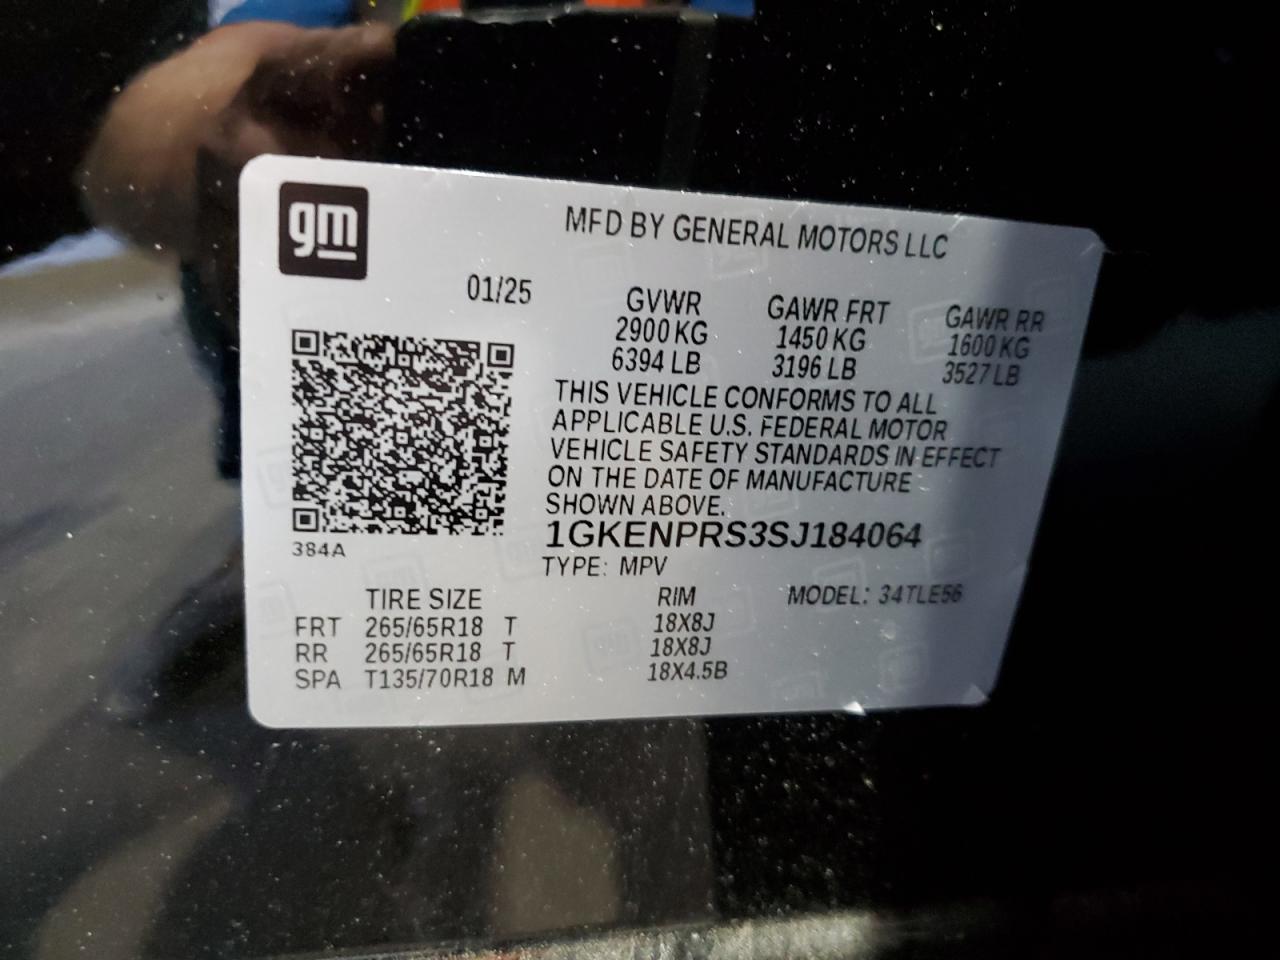 gm
MFD BY GENERAL MOTORS LLC
01/25
GVWR GAWR FRT GAWR RR
2900 KG 1450 KG 1600 KG
6394 LB 3196 LB 3527 LB
THIS VEHICLE CONFORMS TO ALL
APPLICABLE U.S. FEDERAL MOTOR
VEHICLE SAFETY STANDARDS IN EFFECT
ON THE DATE OF MANUFACTURE
SHOWN ABOVE.
1GKENPRS3SJ184064
384A
TYPE: MPV
TIRE SIZE RIM MODEL: 34TLE56
FRT 265/65R18 T 18X8J
RR 265/65R18 T 18X8J
SPA T135/70R18 M 18X4.5B